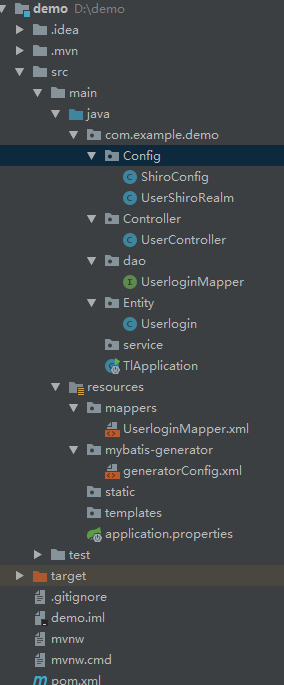 demo D:\demo
.idea
.mvn
src
main
java
com.example.demo
Config
ShiroConfig
UserShiroRealm
Controller
UserController
dao
UserloginMapper
Entity
Userlogin
service
TlApplication
resources
mappers
UserloginMapper.xml
mybatis-generator
generatorConfig.xml
static
templates
application.properties
test
target
.gitignore
demo.iml
mvnw
mvnw.cmd
pom.xml